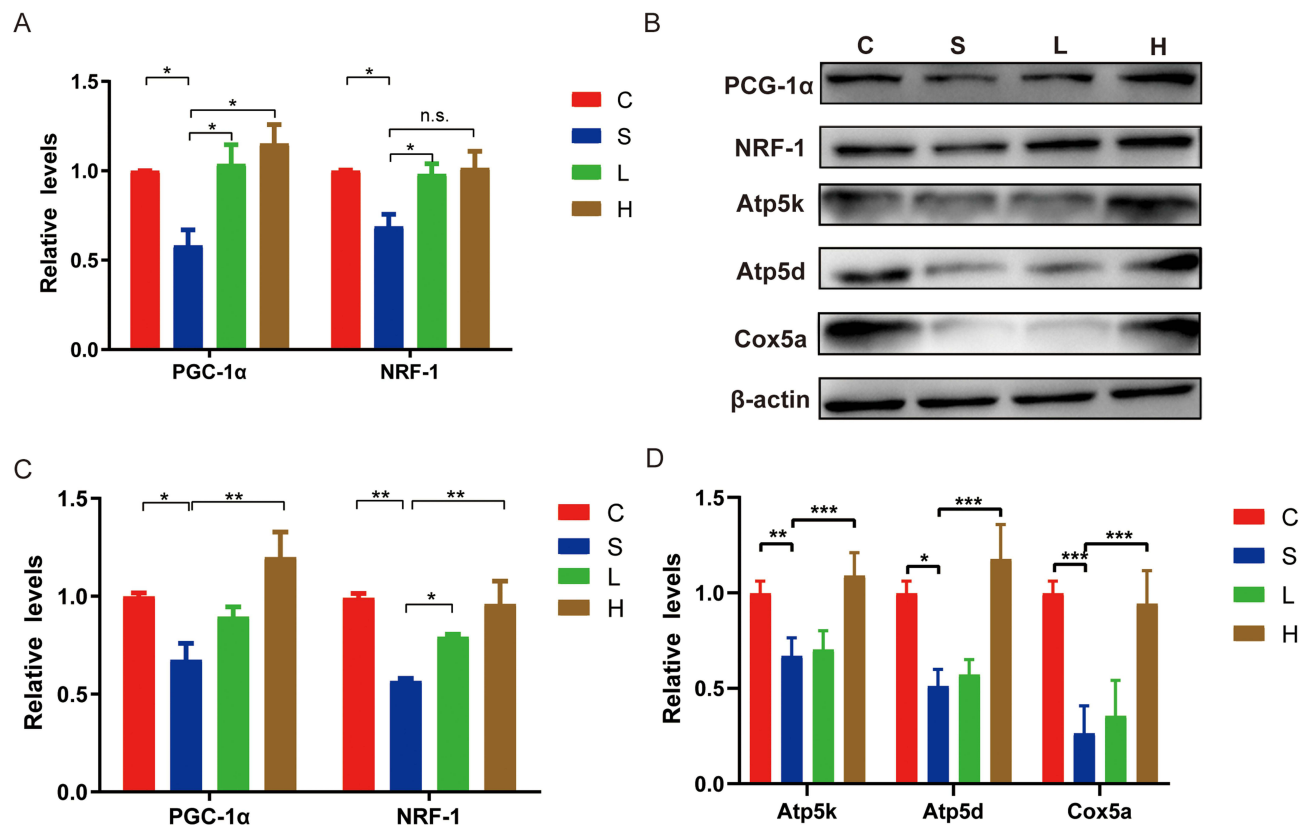 A
* * * *
* * n.s.
Relative levels
1.5
1.0
0.5
0.0
PGC-1α NRF-1
C
S
L
H
B
C S L H
PCG-1α
NRF-1
Atp5k
Atp5d
Cox5a
β-actin
C
* ** ** **
*
Relative levels
1.5
1.0
0.5
0.0
PGC-1α NRF-1
C
S
L
H
D
** *** * *** *** ***
Relative levels
1.5
1.0
0.5
0.0
Atp5k Atp5d Cox5a
C
S
L
H